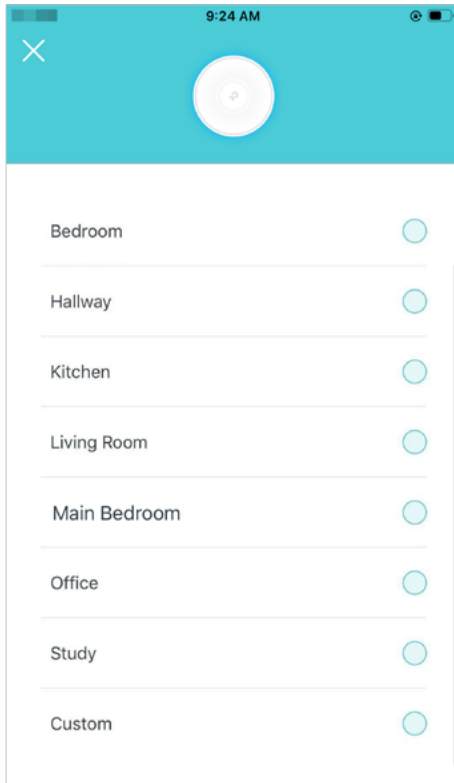 9:24 AM
Bedroom
Hallway
Kitchen
Living Room
Main Bedroom
Office
Study
Custom